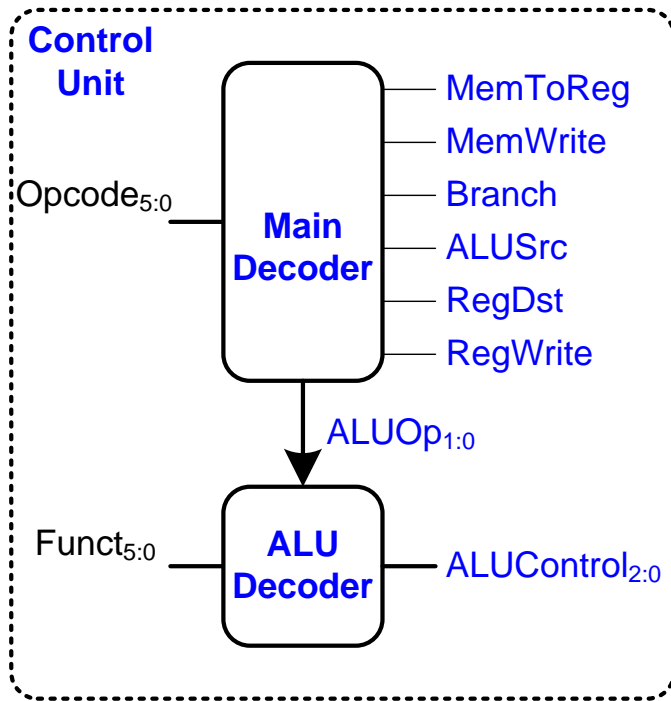 Control
Unit
MemToReg
MemWrite
Opcode5:0
Branch
Main
Decoder
ALUSrc
RegDst
RegWrite
ALUOp1:0
Funct5:0
ALU
Decoder
ALUControl2:0